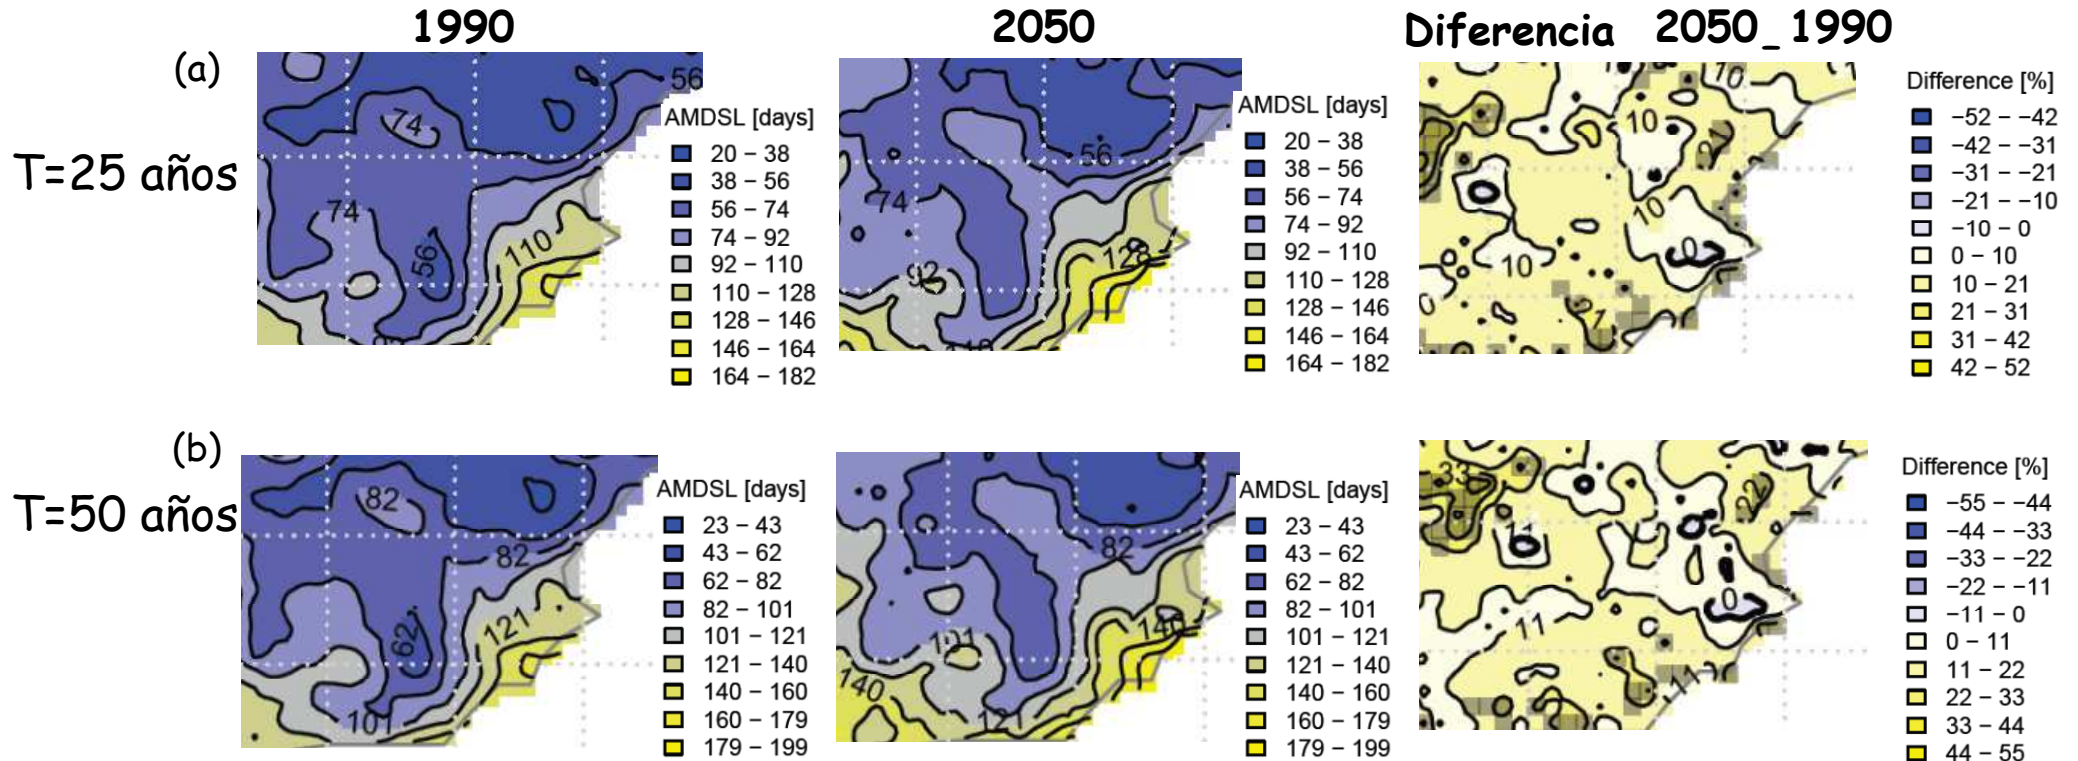 1990
2050
Diferencia 2050_1990
(a)
T=25 años
56
74
74
56
110
AMDSL [days]
20 – 38
38 – 56
56 – 74
74 – 92
92 – 110
110 – 128
128 – 146
146 – 164
164 – 182
56
74
92
128
110
AMDSL [days]
20 – 38
38 – 56
56 – 74
74 – 92
92 – 110
110 – 128
128 – 146
146 – 164
164 – 182
10
10
21
10
0
10
0
21
Difference [%]
−52 – −42
−42 – −31
−31 – −21
−21 – −10
−10 – 0
0 – 10
10 – 21
21 – 31
31 – 42
42 – 52
(b)
T=50 años
82
82
62
121
101
AMDSL [days]
23 – 43
43 – 62
62 – 82
82 – 101
101 – 121
121 – 140
140 – 160
160 – 179
179 – 199
82
101
140
140
121
AMDSL [days]
23 – 43
43 – 62
62 – 82
82 – 101
101 – 121
121 – 140
140 – 160
160 – 179
179 – 199
33
22
11
0
11
11
Difference [%]
−55 – −44
−44 – −33
−33 – −22
−22 – −11
−11 – 0
0 – 11
11 – 22
22 – 33
33 – 44
44 – 55